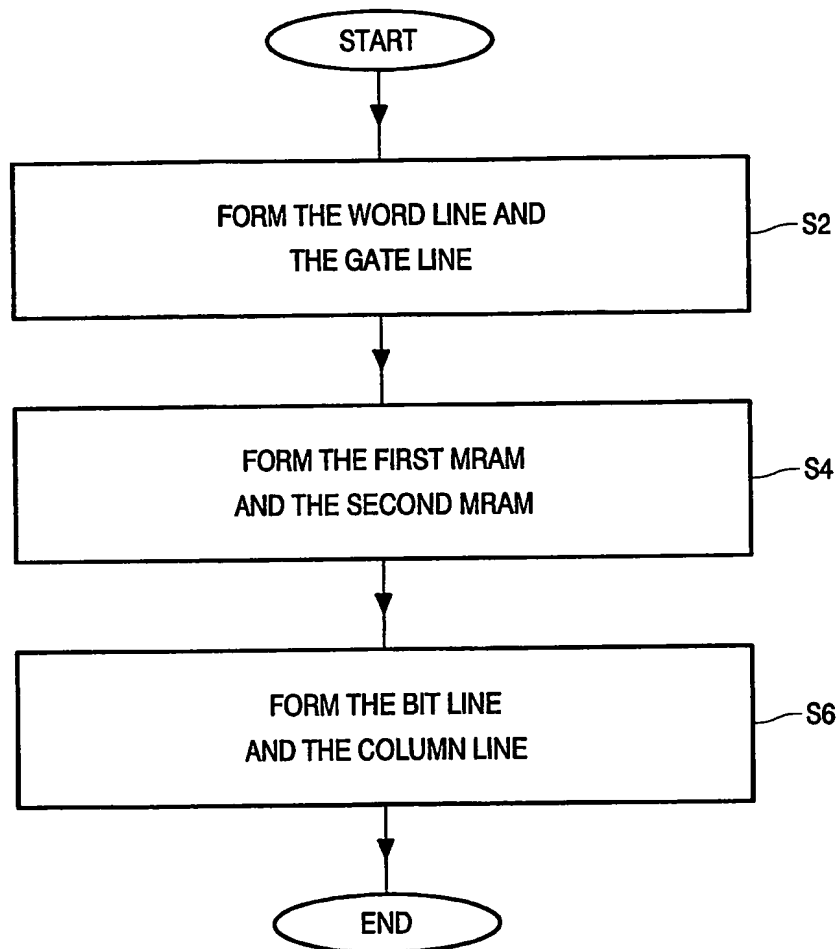 START
FORM THE WORD LINE AND
THE GATE LINE
S2
FORM THE FIRST MRAM
AND THE SECOND MRAM
S4
FORM THE BIT LINE
AND THE COLUMN LINE
S6
END